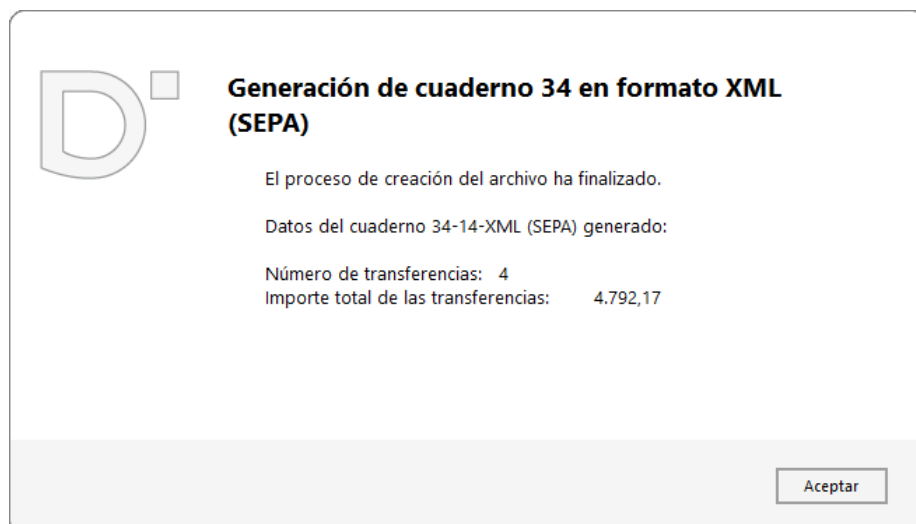 Generación de cuaderno 34 en formato XML
(SEPA)
El proceso de creación del archivo ha finalizado.
Datos del cuaderno 34-14-XML (SEPA) generado:
Número de transferencias: 4
Importe total de las transferencias: 4.792,17
Aceptar